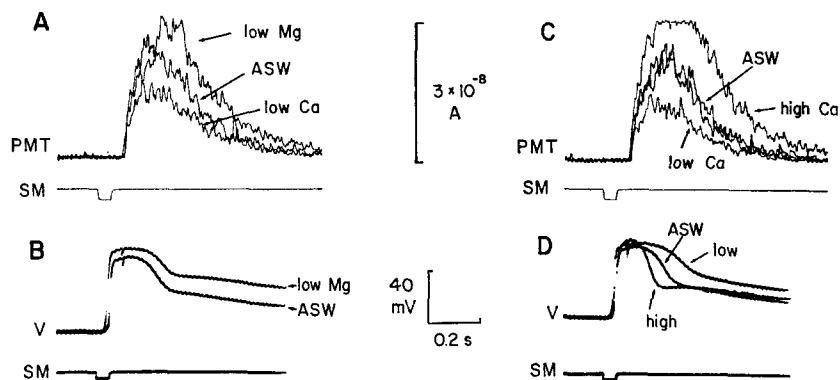 A
low Mg
ASW
low Ca
PMT
SM
3 × 10⁻⁸
A
C
ASW
high Ca
low Ca
PMT
SM
B
low Mg
ASW
V
SM
40
mV
0.2 s
D
ASW
low
high
V
SM